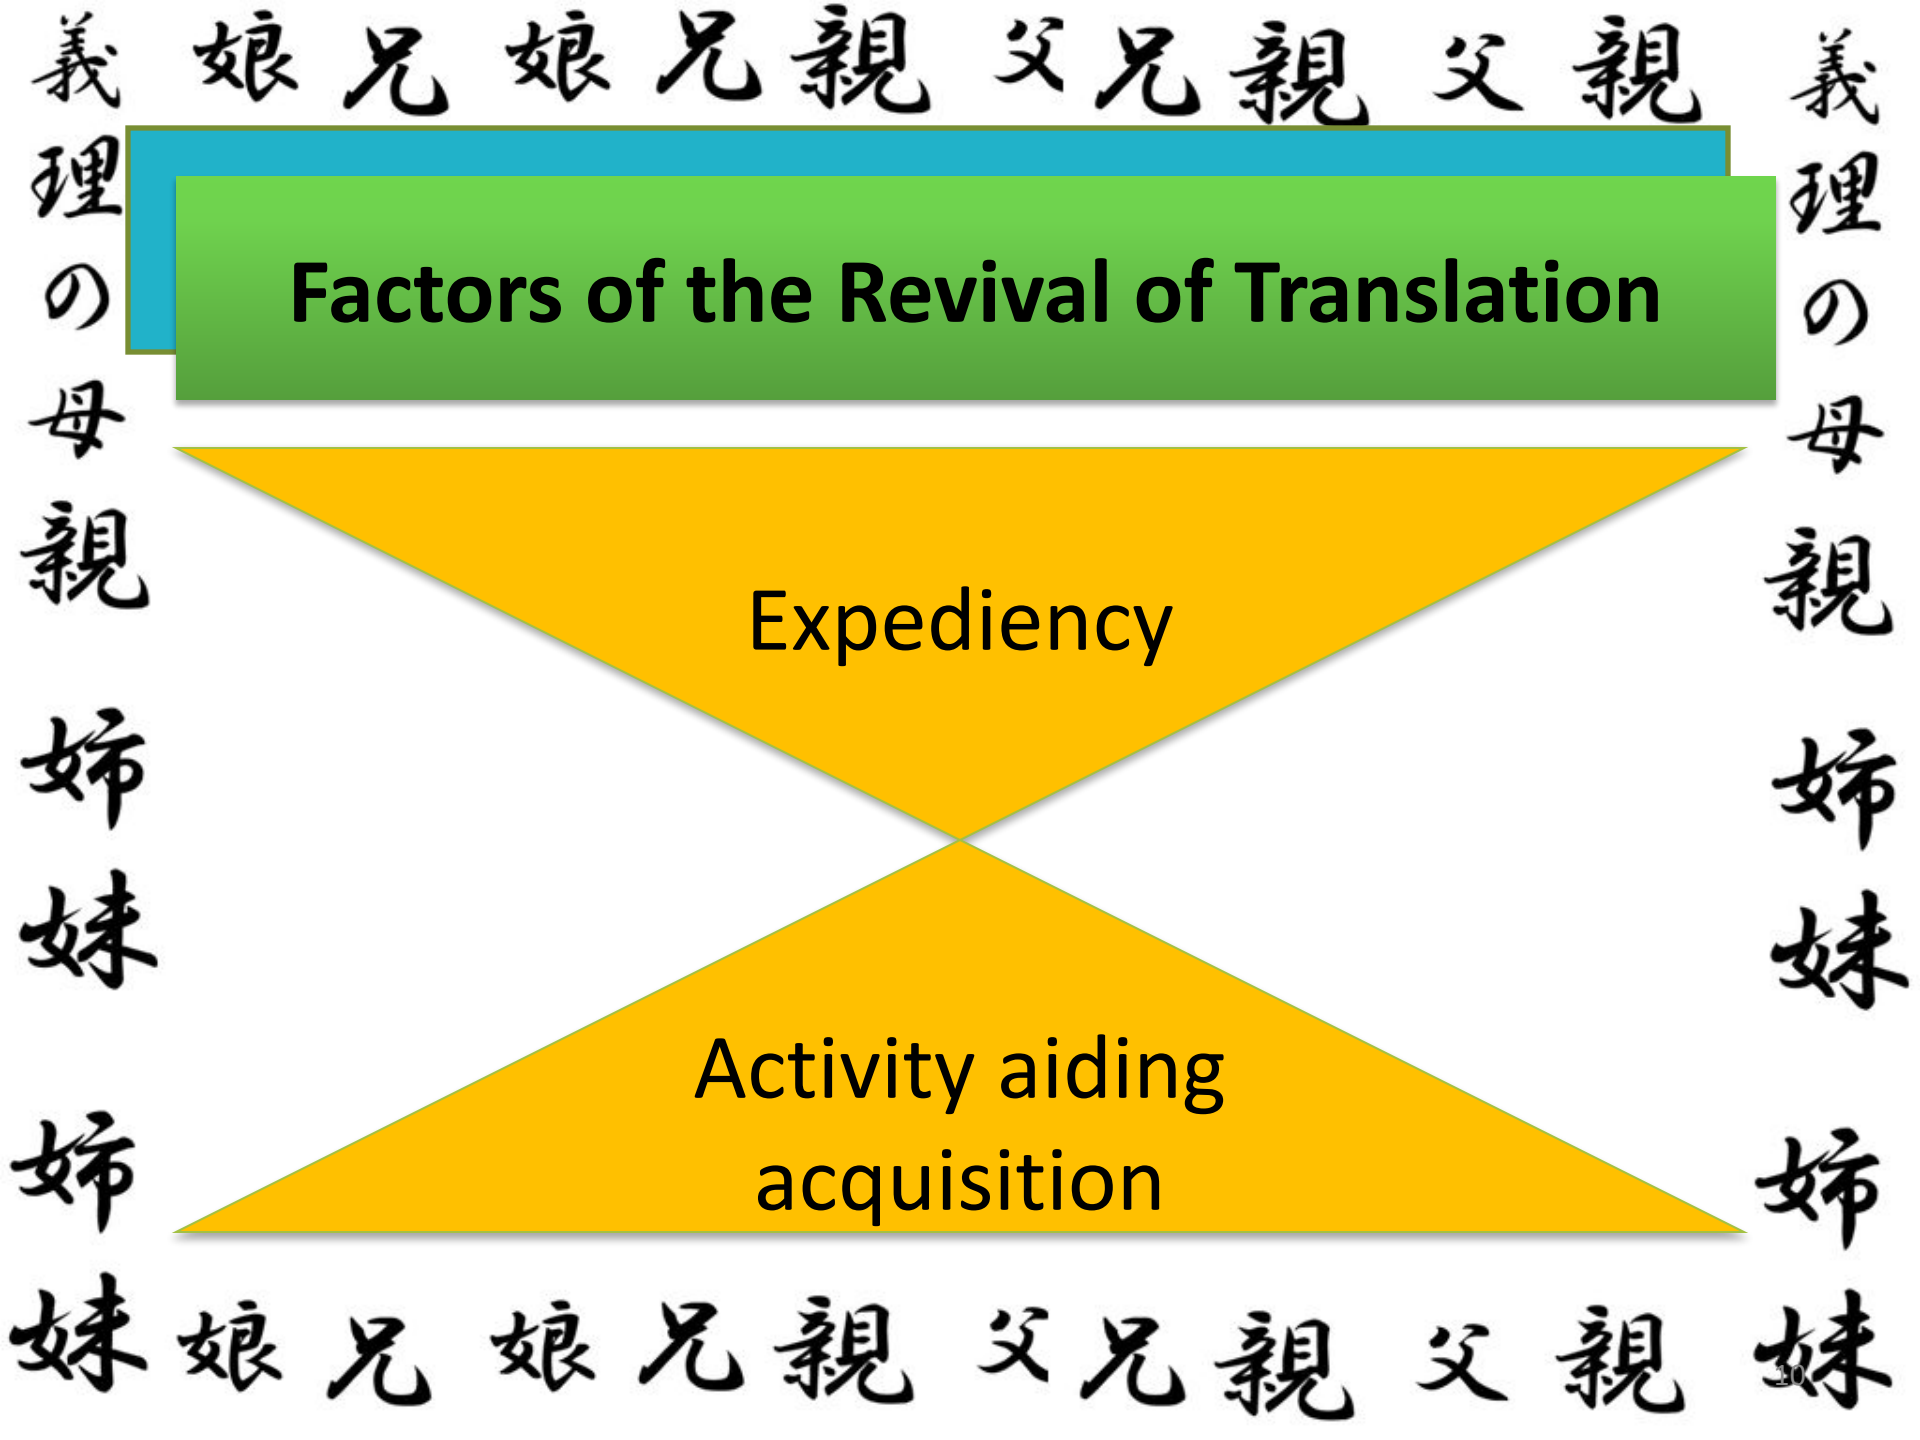 義 娘 兄 娘 兄 親 父 兄 親 父 親 義
理 理
Factors of the Revival of Translation
の の
母 母
親 親
Expediency
姉 姉
妹 妹
Activity aiding
acquisition
姉 姉
妹 娘 兄 娘 兄 親 父 兄 親 父 親 妹
10